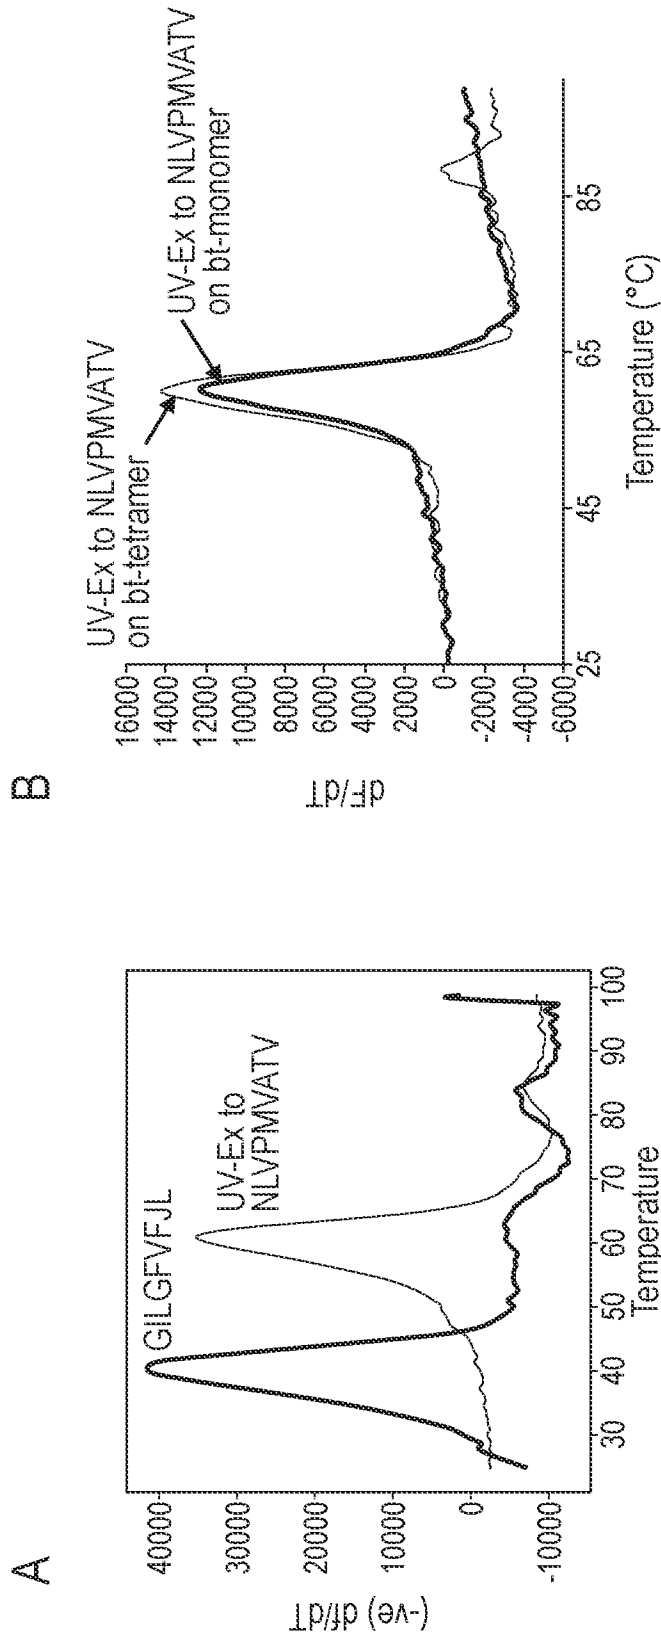 A
(-ve) df/dT
40000
30000
20000
10000
0
-10000
GILGFVFJL
UV-Ex to
NLVPMVATV
30
40
50
60
70
80
90
100
Temperature
B
dF/dT
16000
14000
12000
10000
8000
6000
4000
2000
0
-2000
-4000
-6000
UV-Ex to NLVPMVATV
on bt-tetramer
UV-Ex to NLVPMVATV
on bt-monomer
25
45
65
85
Temperature (°C)